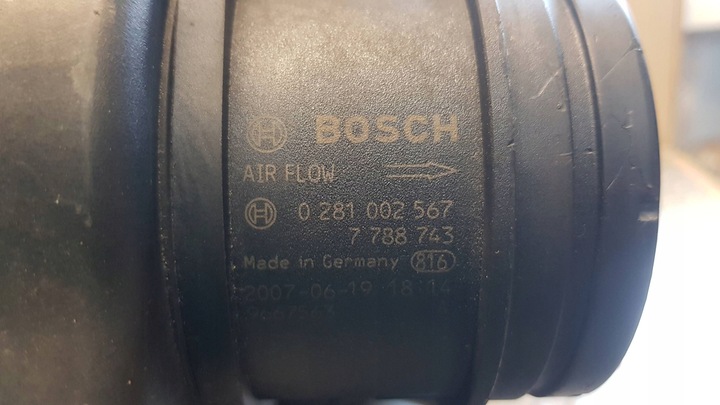 BOSCH
AIR FLOW
0 281 002 567
7 788 743
Made in Germany 816
2007-06-19 18:14